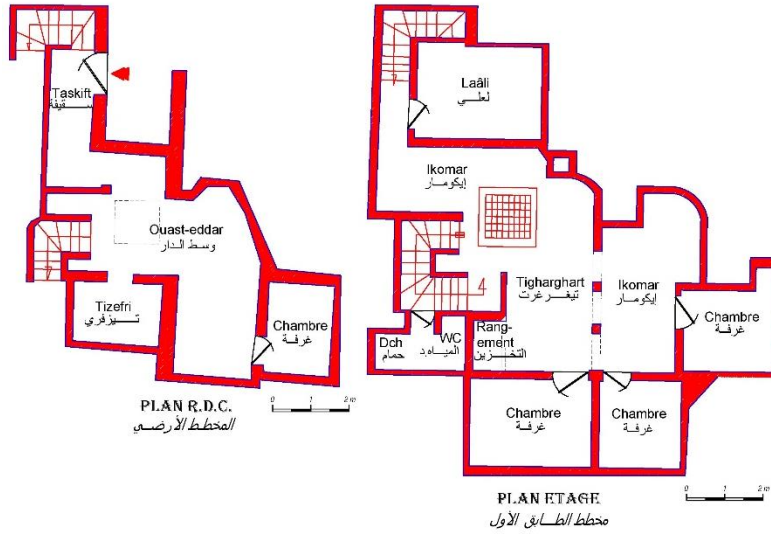 Taskift
سقيفة
Ouast-eddar
وسط الدار
Tizefri
تيزفري
Chambre
غرفة
PLAN R.D.C.
المخطط الأرضي
0 1 2 m
Laâli
لعلي
Ikomar
إيكومار
Tigharghart
تيغرغرت
Ikomar
إيكومار
Chambre
غرفة
Dch
حمام
WC
Rang-
ement
التخزين
Chambre
غرفة
Chambre
غرفة
PLAN ETAGE
مخطط الطابق الأول
0 1 2 m